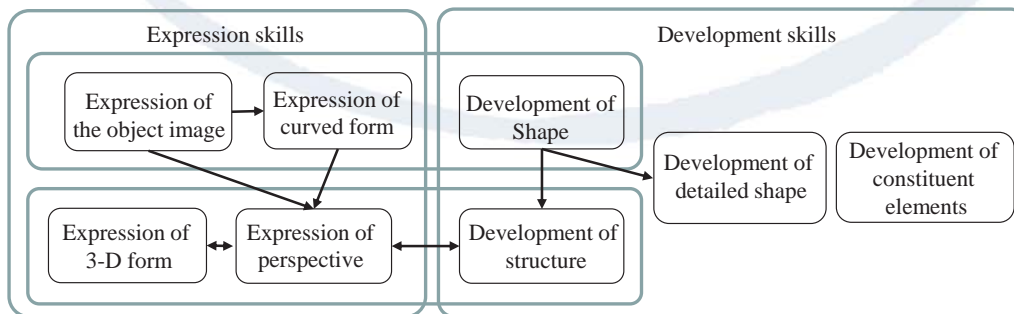 Expression skills
Development skills
Expression of
the object image
Expression of
curved form
Development of
Shape
Development of
detailed shape
Development of
constituent
elements
Expression of
3-D form
Expression of
perspective
Development of
structure